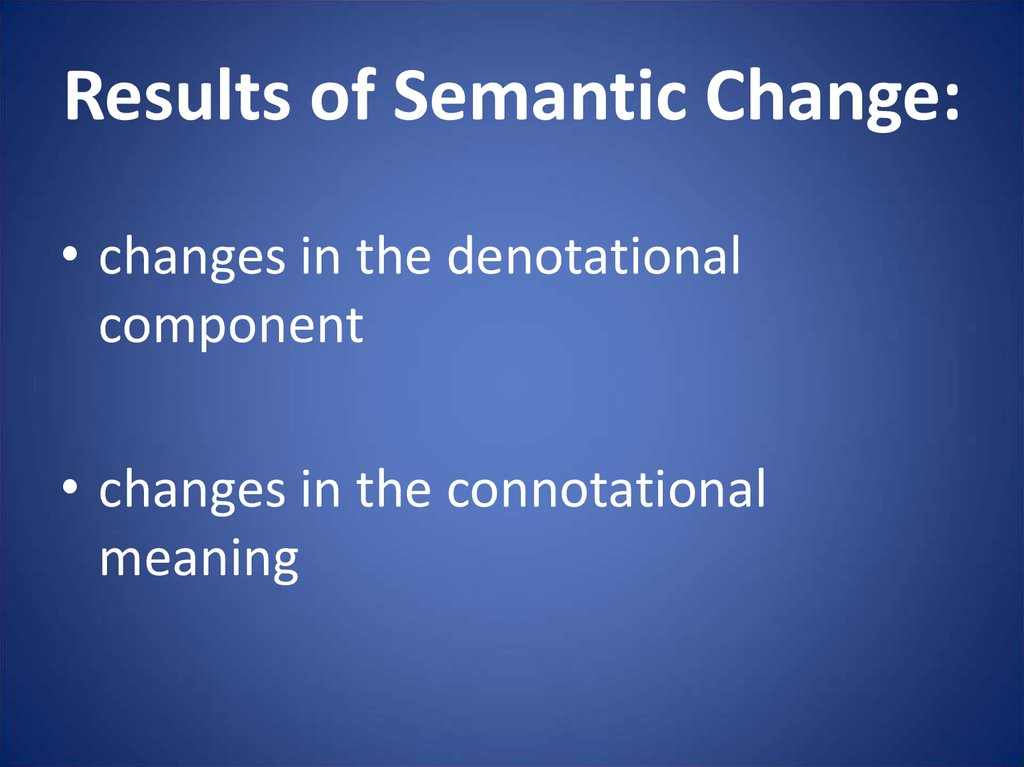 Results of Semantic Change:
• changes in the denotational
component
• changes in the connotational
meaning